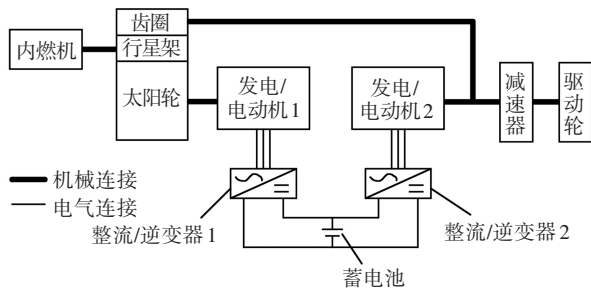 齿圈
内燃机
行星架
太阳轮
发电/
电动机1
发电/
电动机2
减速器
驱动轮
机械连接
电气连接
整流/逆变器1
整流/逆变器2
蓄电池